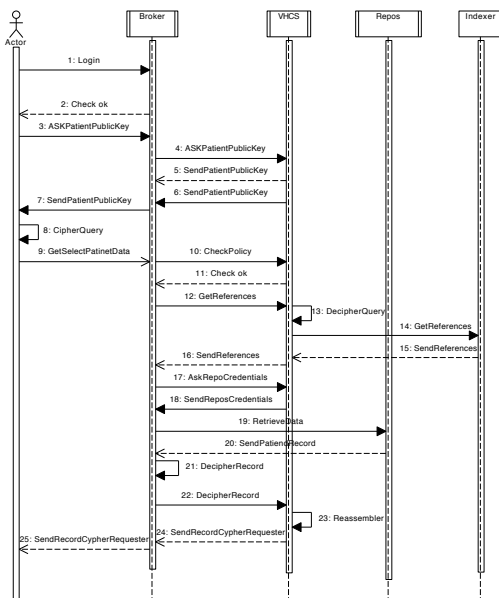 Broker
VHCS
Repos
Indexer
Actor
1: Login
2: Check ok
3: ASKPatientPublicKey
4: ASKPatientPublicKey
5: SendPatientPublicKey
6: SendPatientPublicKey
7: SendPatientPublicKey
8: CipherQuery
9: GetSelectPatinetData
10: CheckPolicy
11: Check ok
12: GetReferences
13: DecipherQuery
14: GetReferences
15: SendReferences
16: SendReferences
17: AskRepoCredentials
18: SendReposCredentials
19: RetrieveData
20: SendPatiendRecord
21: DecipherRecord
22: DecipherRecord
23: Reassembler
24: SendRecordCypherRequester
25: SendRecordCypherRequester